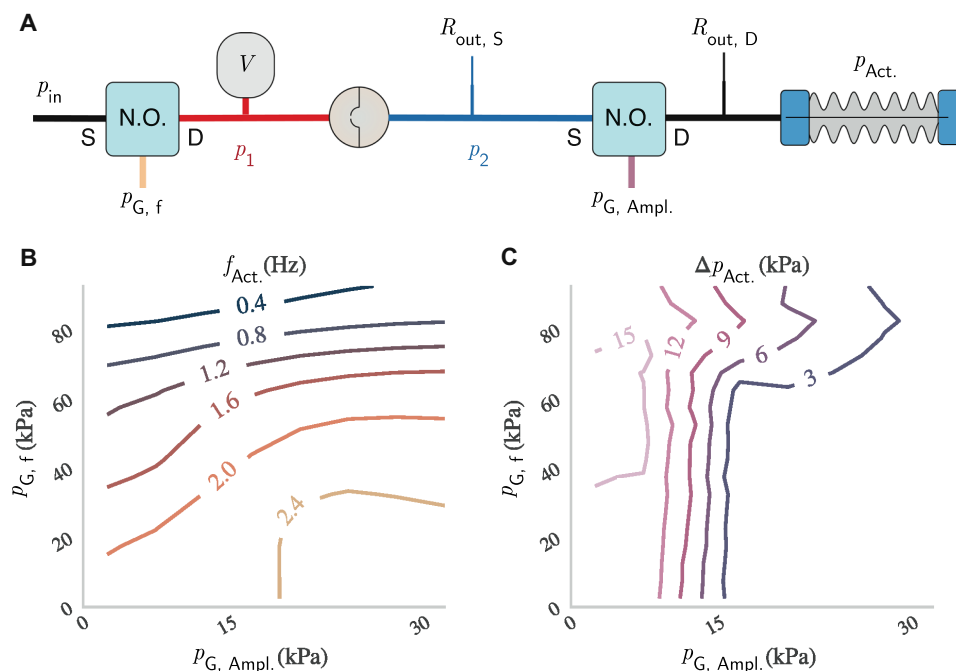 A
p_in
N.O.
S
D
p_G, f
V
p_1
R_out, S
p_2
S
N.O.
D
p_G, Ampl.
R_out, D
p_Act.
B
f_Act. (Hz)
0.4
0.8
1.2
1.6
2.0
2.4
80
60
40
20
0
p_G, f (kPa)
0
15
30
p_G, Ampl. (kPa)
C
Δp_Act. (kPa)
15
12
9
6
3
80
60
40
20
0
p_G, f (kPa)
0
15
30
p_G, Ampl. (kPa)